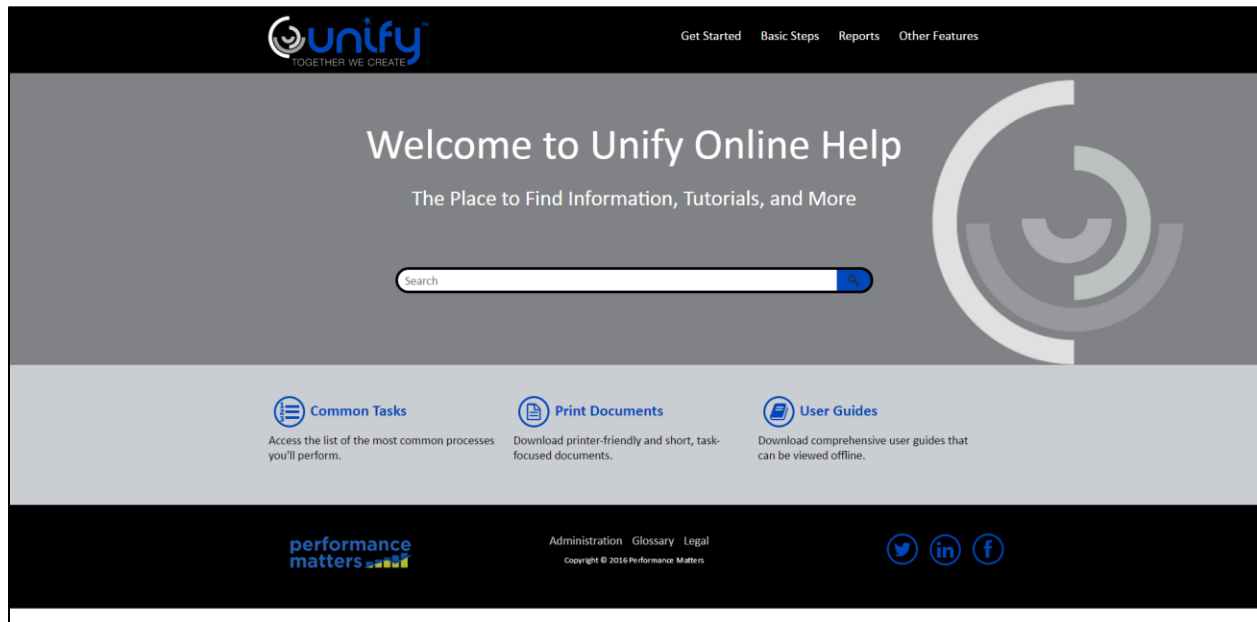 unify™
TOGETHER WE CREATE
Get Started Basic Steps Reports Other Features
Welcome to Unify Online Help
The Place to Find Information, Tutorials, and More
Search
Common Tasks
Access the list of the most common processes
you'll perform.
Print Documents
Download printer-friendly and short, task-
focused documents.
User Guides
Download comprehensive user guides that
can be viewed offline.
performance
matters
Administration Glossary Legal
Copyright © 2016 Performance Matters